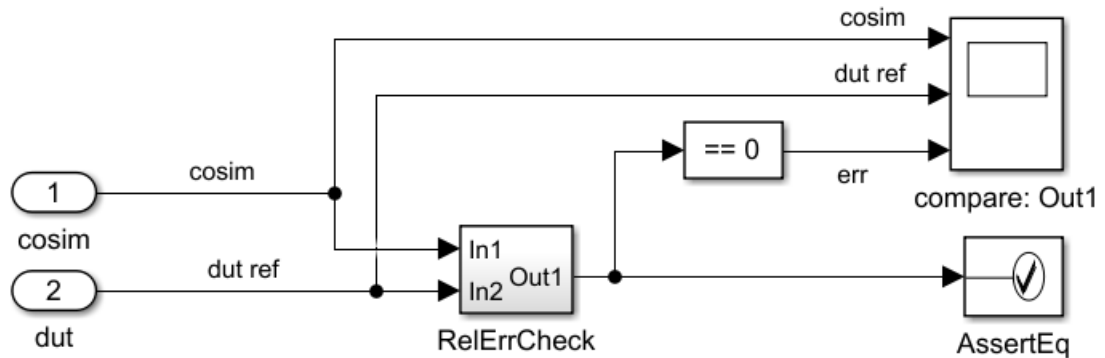 cosim
dut ref
== 0
err
compare: Out1
1
cosim
cosim
2
dut ref
dut
In1
In2
Out1
RelErrCheck
AssertEq